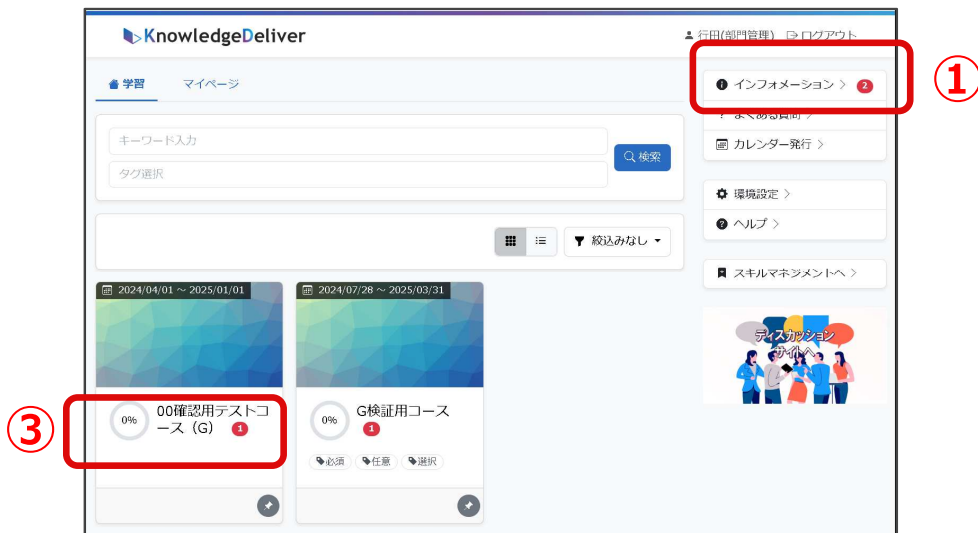 KnowledgeDeliver
行田(部門管理) ログアウト
①
学習 マイページ
インフォメーション > 2
? よくある質問 >
カレンダー発行 >
キーワード入力
タグ選択
検索
環境設定 >
ヘルプ >
絞込みなし
スキルマネジメントへ >
2024/04/01 ～ 2025/01/01
2024/07/28 ～ 2025/03/31
ディスカッション
サイトへ
③
0%
00確認用テストコ
ース（G） 1
0%
G検証用コース
1
必須 任意 選択